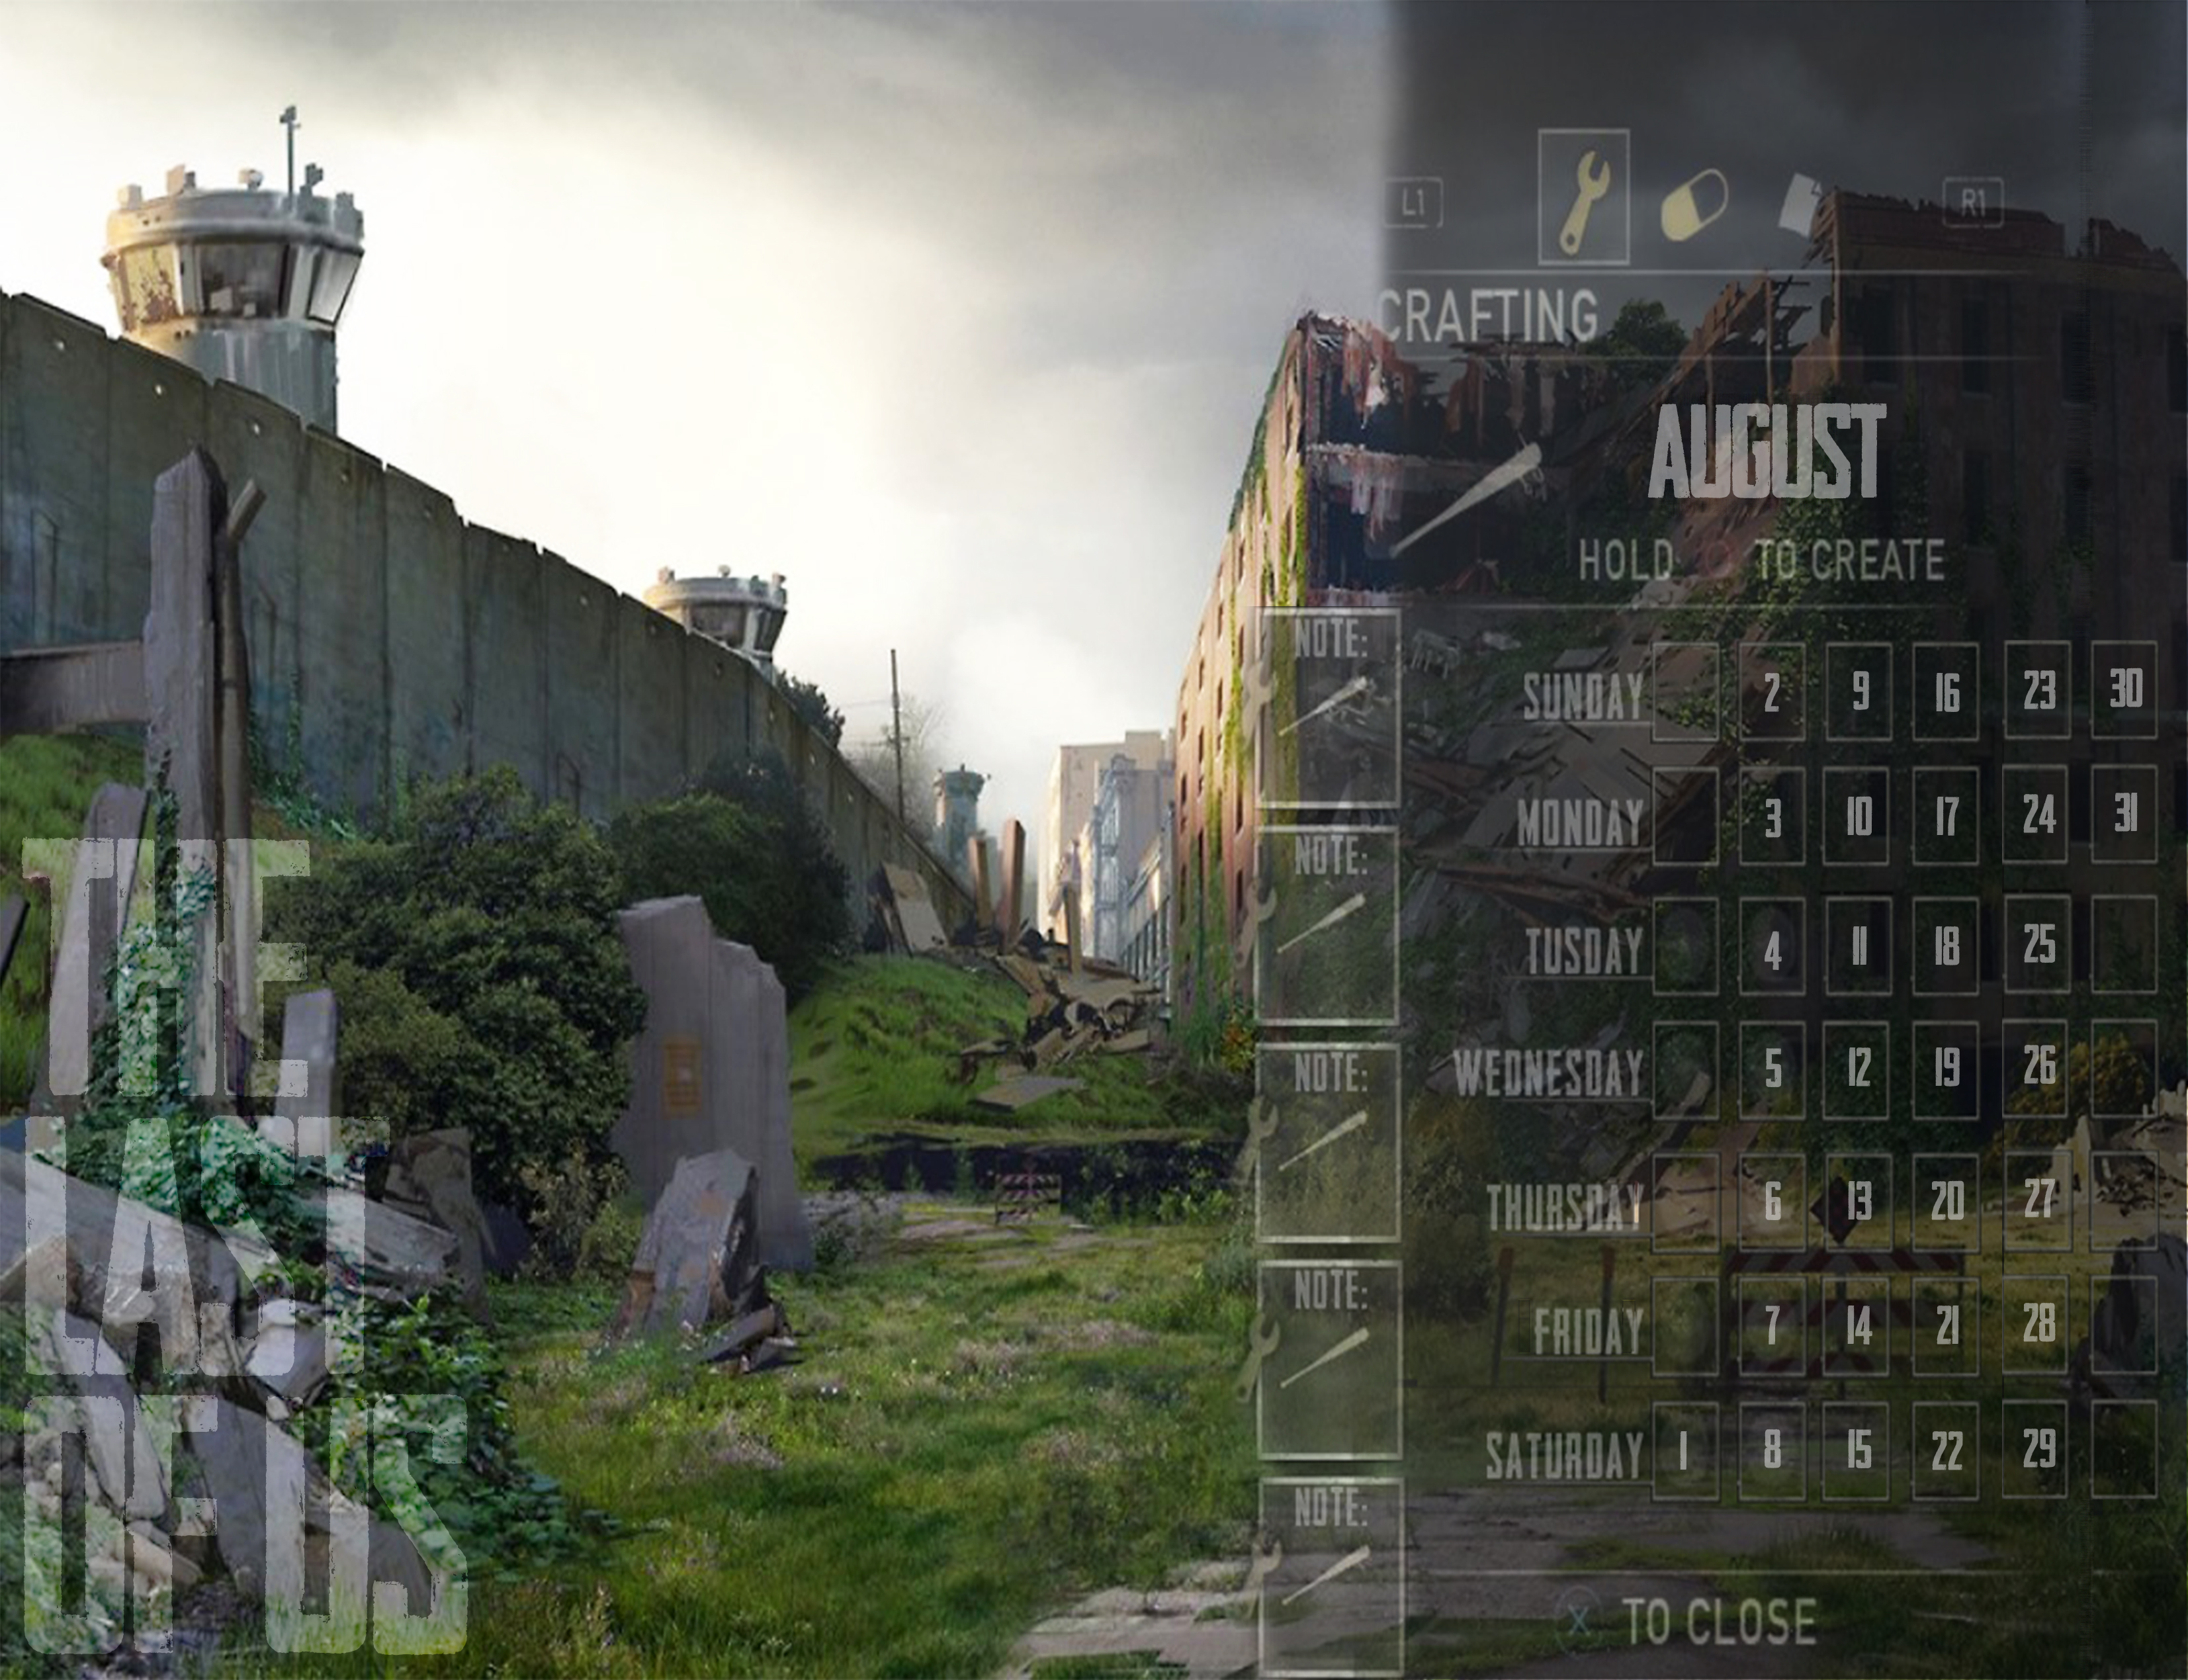 L1 R1
CRAFTING
AUGUST
HOLD TO CREATE
NOTE:
NOTE:
NOTE:
NOTE:
NOTE:
SUNDAY 2 9 16 23 30
MONDAY 3 10 17 24 31
TUSDAY 4 11 18 25
WEDNESDAY 5 12 19 26
THURSDAY 6 13 20 27
FRIDAY 7 14 21 28
SATURDAY 1 8 15 22 29
X TO CLOSE
THE
LAST
OF US